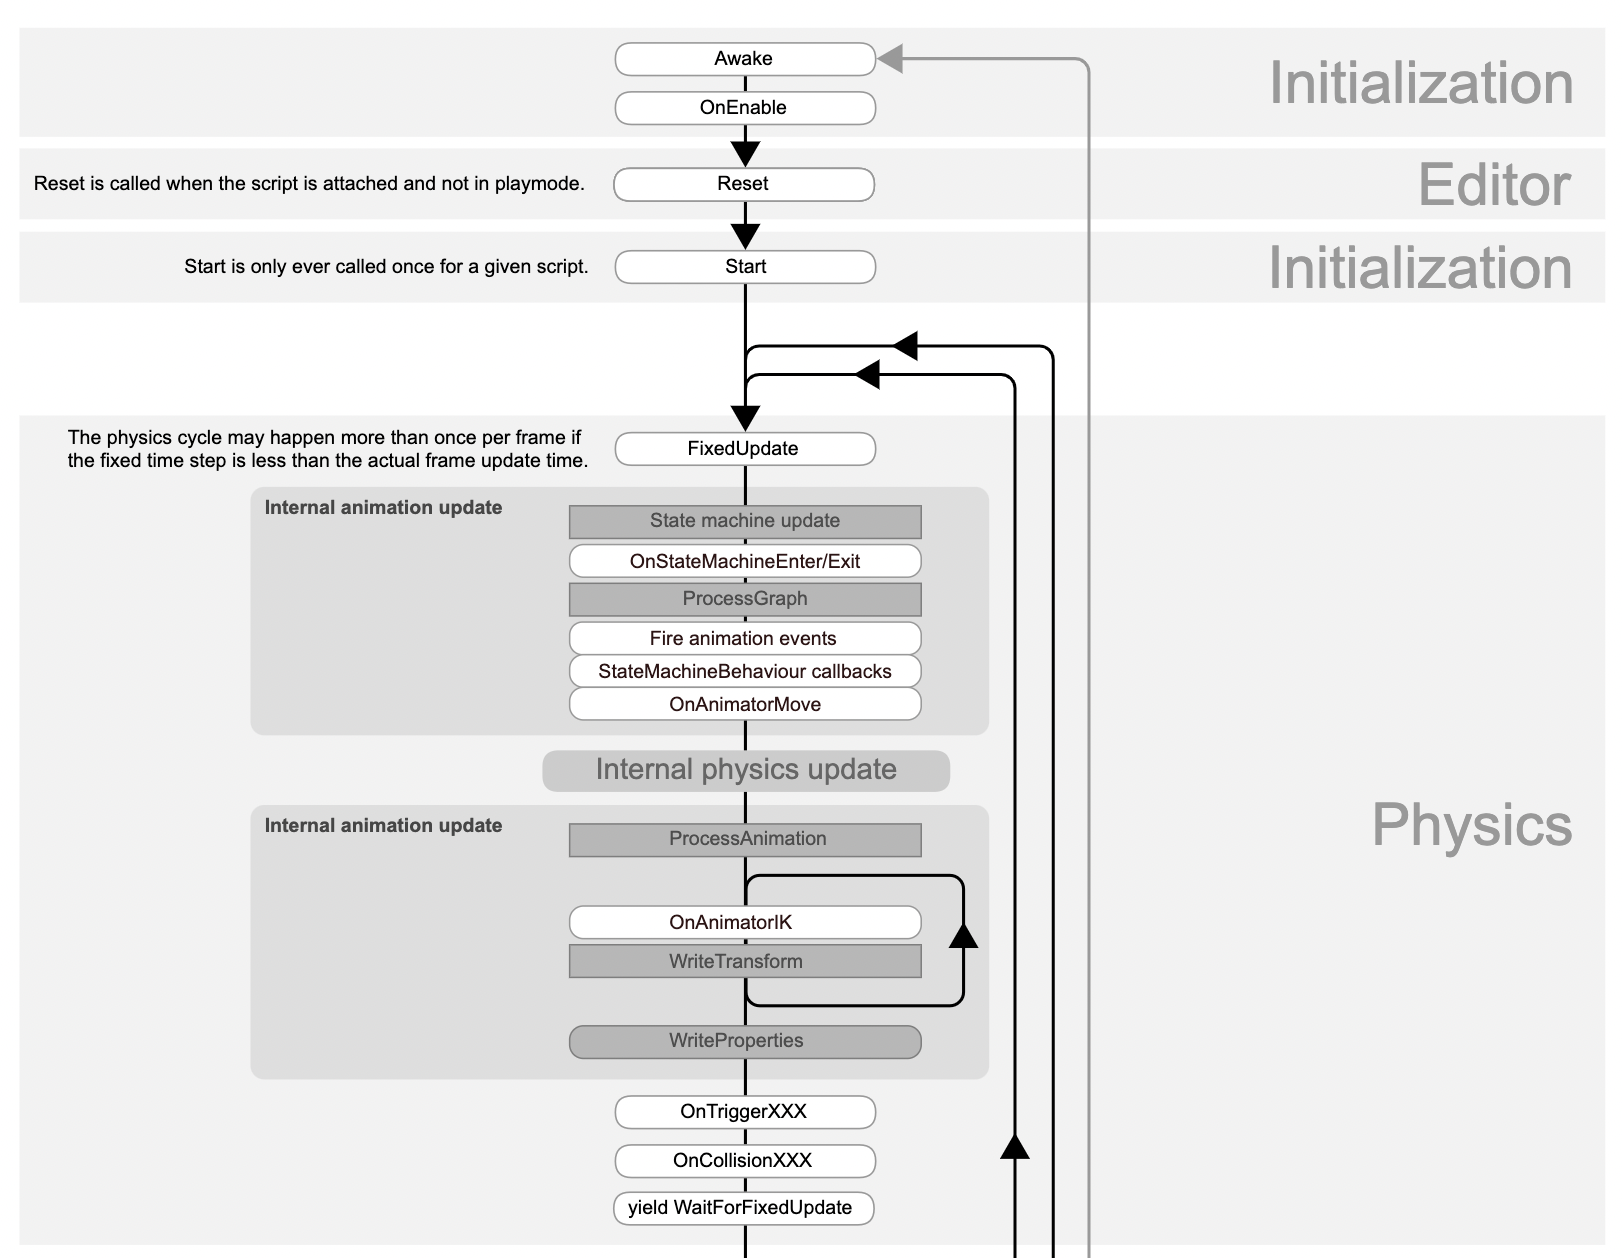 Awake
Initialization
OnEnable
Reset is called when the script is attached and not in playmode.
Reset
Editor
Start is only ever called once for a given script.
Start
Initialization
The physics cycle may happen more than once per frame if
the fixed time step is less than the actual frame update time.
FixedUpdate
Internal animation update
State machine update
OnStateMachineEnter/Exit
ProcessGraph
Fire animation events
StateMachineBehaviour callbacks
OnAnimatorMove
Internal physics update
Physics
Internal animation update
ProcessAnimation
OnAnimatorIK
WriteTransform
WriteProperties
OnTriggerXXX
OnCollisionXXX
yield WaitForFixedUpdate